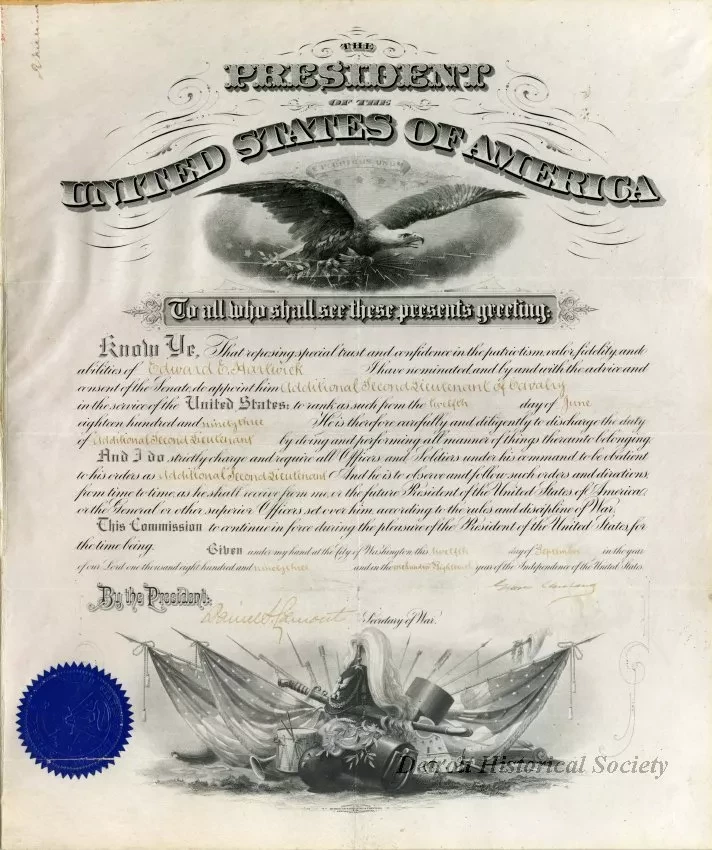 THE
PRESIDENT
OF THE
UNITED STATES OF AMERICA
E PLURIBUS UNUM
To all who shall see these presents greeting:
Know Ye, That reposing special trust and confidence in the patriotism, valor, fidelity, and
abilities of Edward E. Hartwick I have nominated and by and with the advice and
consent of the Senate, do appoint him Additional Second Lieutenant of Cavalry
in the service of the United States: to rank as such from the twelfth day of June
eighteen hundred and ninety three He is therefore carefully and diligently to discharge the duty
of Additional Second Lieutenant by doing and performing all manner of things thereunto belonging.
And I do strictly charge and require all Officers and Soldiers under his command to be obedient
to his orders as Additional Second Lieutenant And he is to observe and follow such orders and directions,
from time to time, as he shall receive from me, or the future President of the United States of America,
or the General or other superior Officers set over him, according to the rules and discipline of War.
This Commission to continue in force during the pleasure of the President of the United States, for
the time being.
Given under my hand at the City of Washington, this twelfth day of September in the year
of our Lord one thousand eight hundred and ninety three and in the one hundred and eighteenth year of the Independence of the United States.
Grover Cleveland
By the President:
Daniel S. Lamont Secretary of War.
Detroit Historical Society